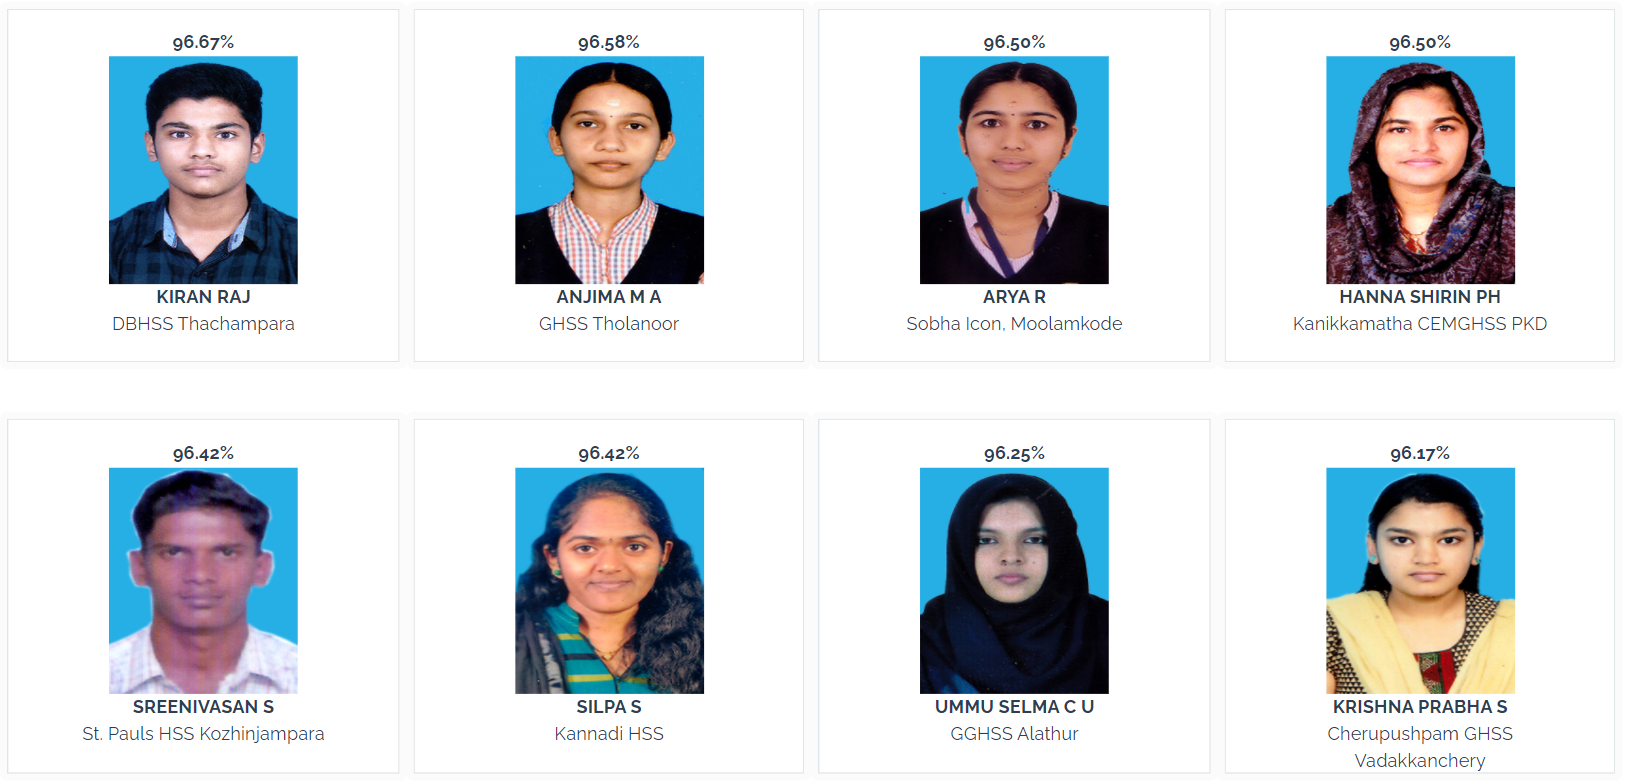 96.67%
KIRAN RAJ
DBHSS Thachampara
96.58%
ANJIMA M A
GHSS Tholanoor
96.50%
ARYA R
Sobha Icon, Moolamkode
96.50%
HANNA SHIRIN PH
Kanikkamatha CEMGHSS PKD
96.42%
SREENIVASAN S
St. Pauls HSS Kozhinjampara
96.42%
SILPA S
Kannadi HSS
96.25%
UMMU SELMA C U
GGHSS Alathur
96.17%
KRISHNA PRABHA S
Cherupushpam GHSS
Vadakkanchery